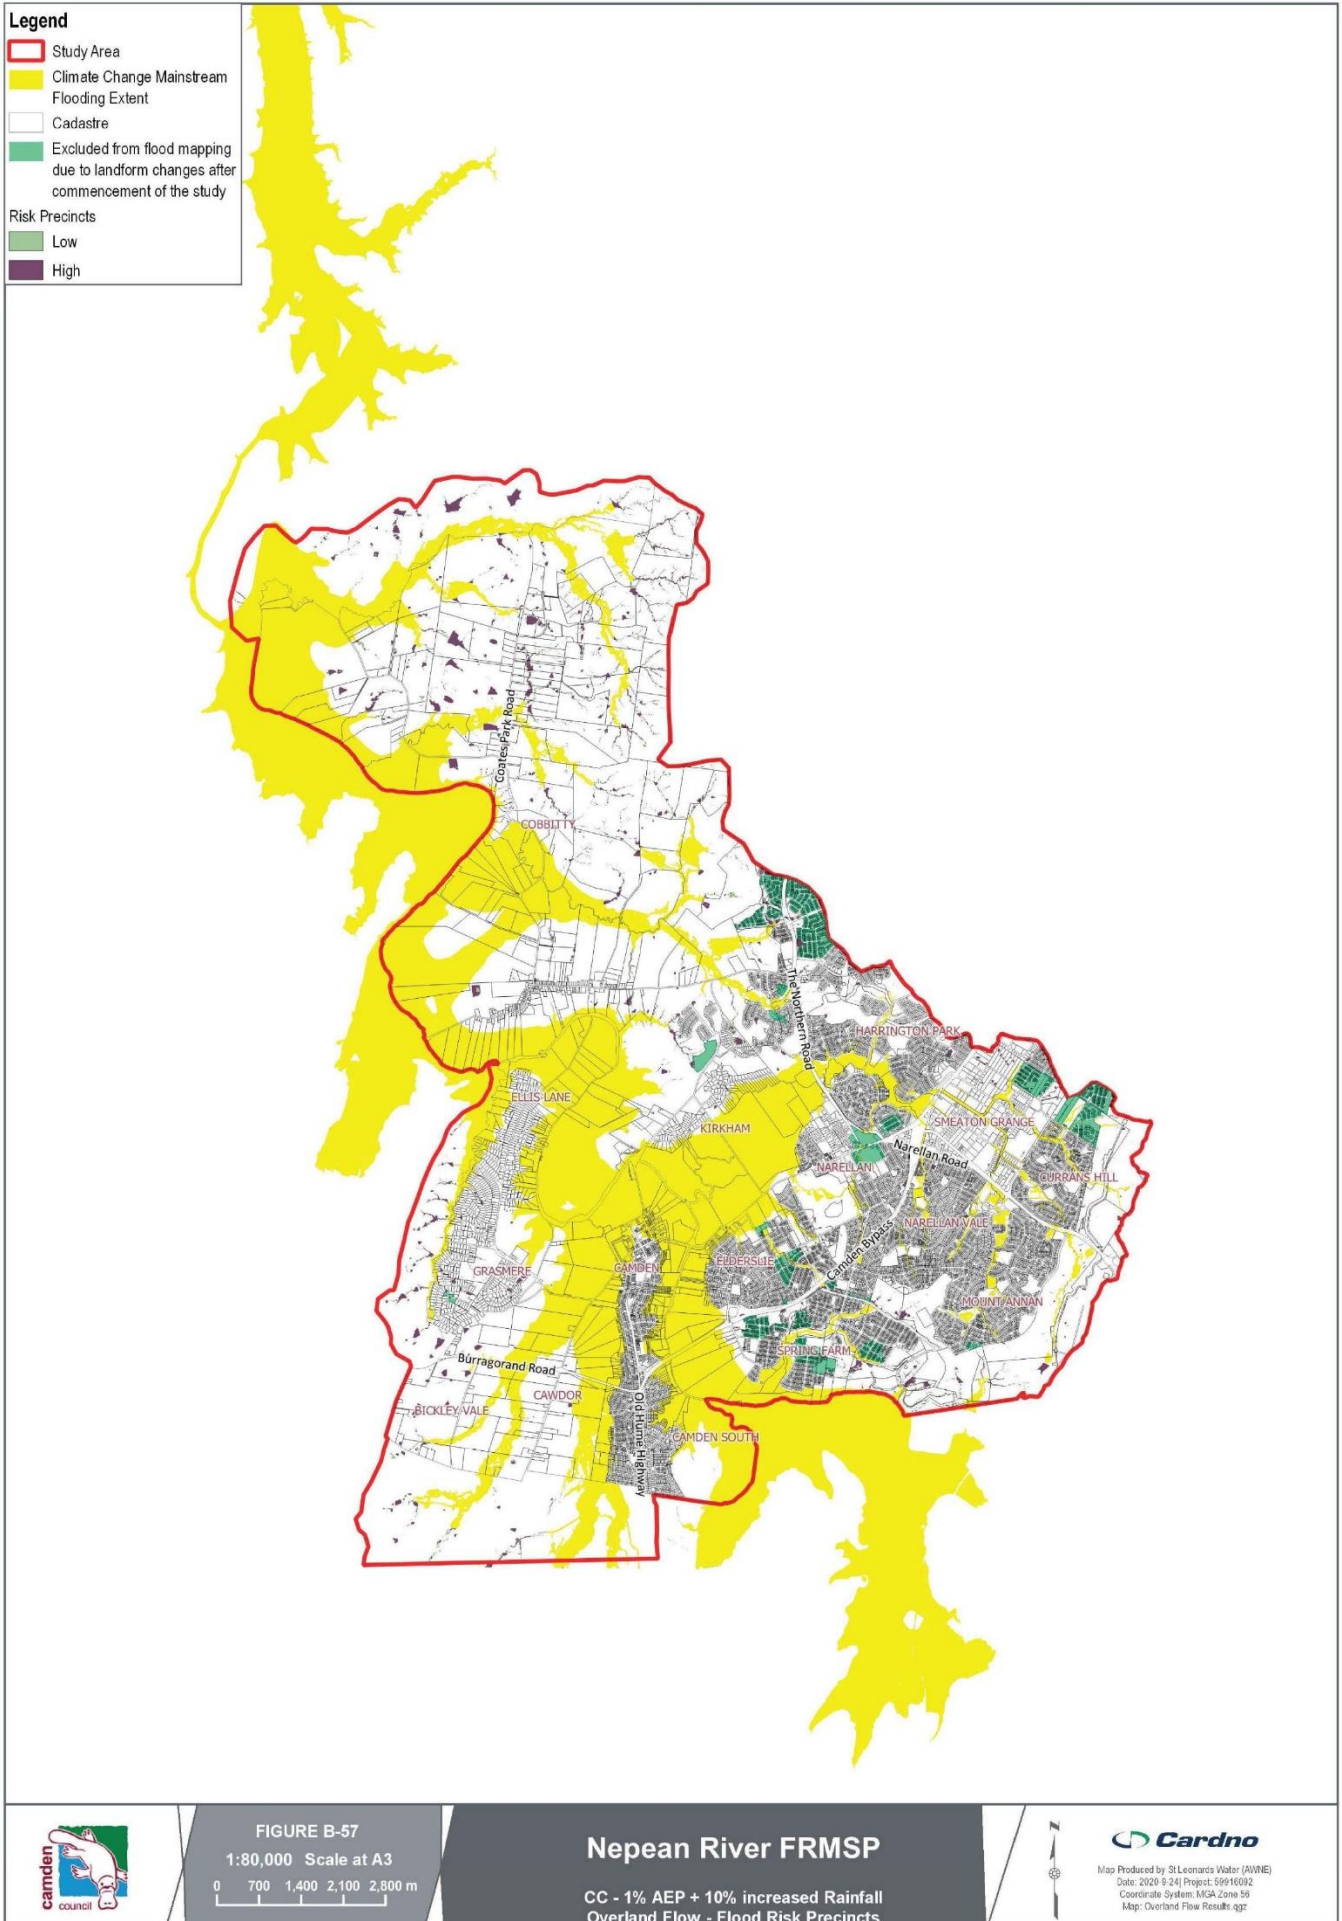 Legend
Study Area
Climate Change Mainstream
Flooding Extent
Cadastre
Excluded from flood mapping
due to landform changes after
commencement of the study
Risk Precincts
Low
High
Coates Park Road
COBBITTY
The Northern Road
HARRINGTON PARK
ELLIS LANE
KIRKHAM
SMEATON GRANGE
Narellan Road
NARELLAN
CURRANS HILL
NARELLAN VALE
Camden Bypass
GRASMERE
CAMDEN
ELDERSLIE
MOUNT ANNAN
SPRING FARM
Burragorand Road
CAWDOR
BICKLEY VALE
Old Hume Highway
CAMDEN SOUTH
camden
council
FIGURE B-57
1:80,000 Scale at A3
0 700 1,400 2,100 2,800 m
Nepean River FRMSP
CC - 1% AEP + 10% increased Rainfall
Overland Flow - Flood Risk Precincts
N
Cardno
Map Produced by St Leonards Water (AWNE)
Date: 2020-9-24| Project: 59916092
Coordinate System: MGA Zone 56
Map: Overland Flow Results.qgz